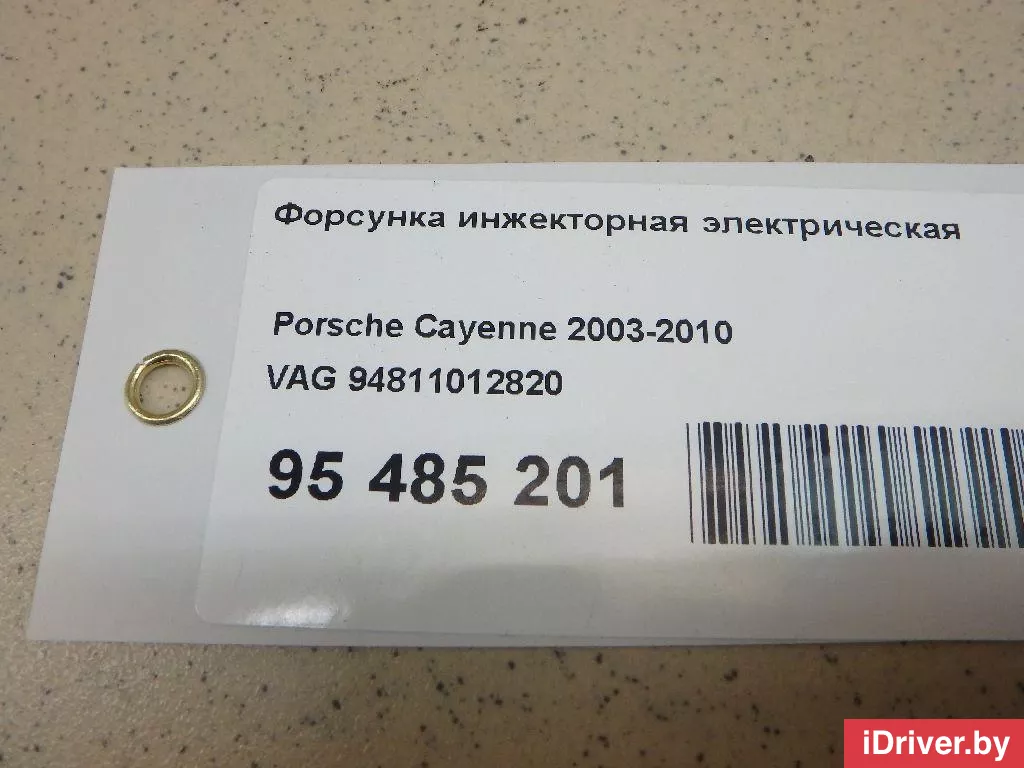 Форсунка инжекторная электрическая
Porsche Cayenne 2003-2010
VAG 94811012820
95 485 201
iDriver.by